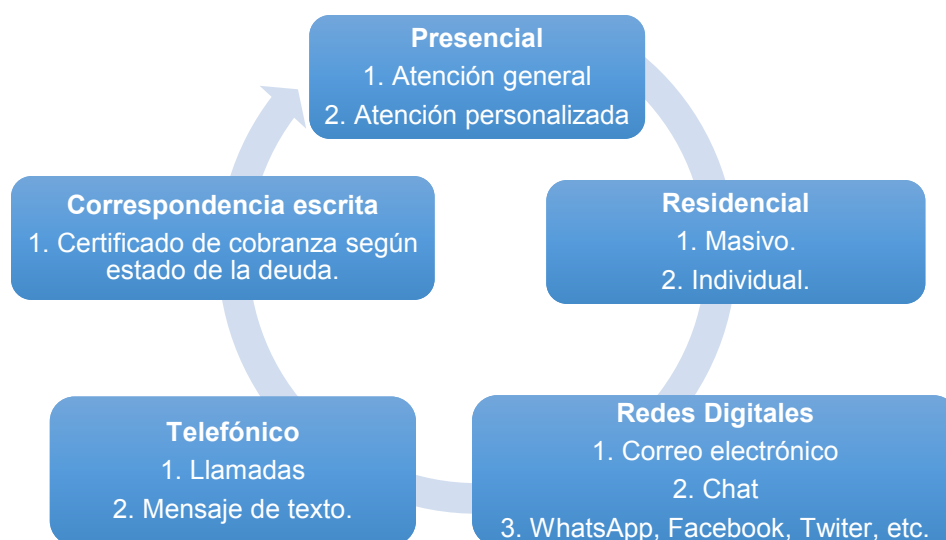 Presencial
1. Atención general
2. Atención personalizada
Residencial
1. Masivo.
2. Individual.
Redes Digitales
1. Correo electrónico
2. Chat
3. WhatsApp, Facebook, Twiter, etc.
Telefónico
1. Llamadas
2. Mensaje de texto.
Correspondencia escrita
1. Certificado de cobranza según
estado de la deuda.